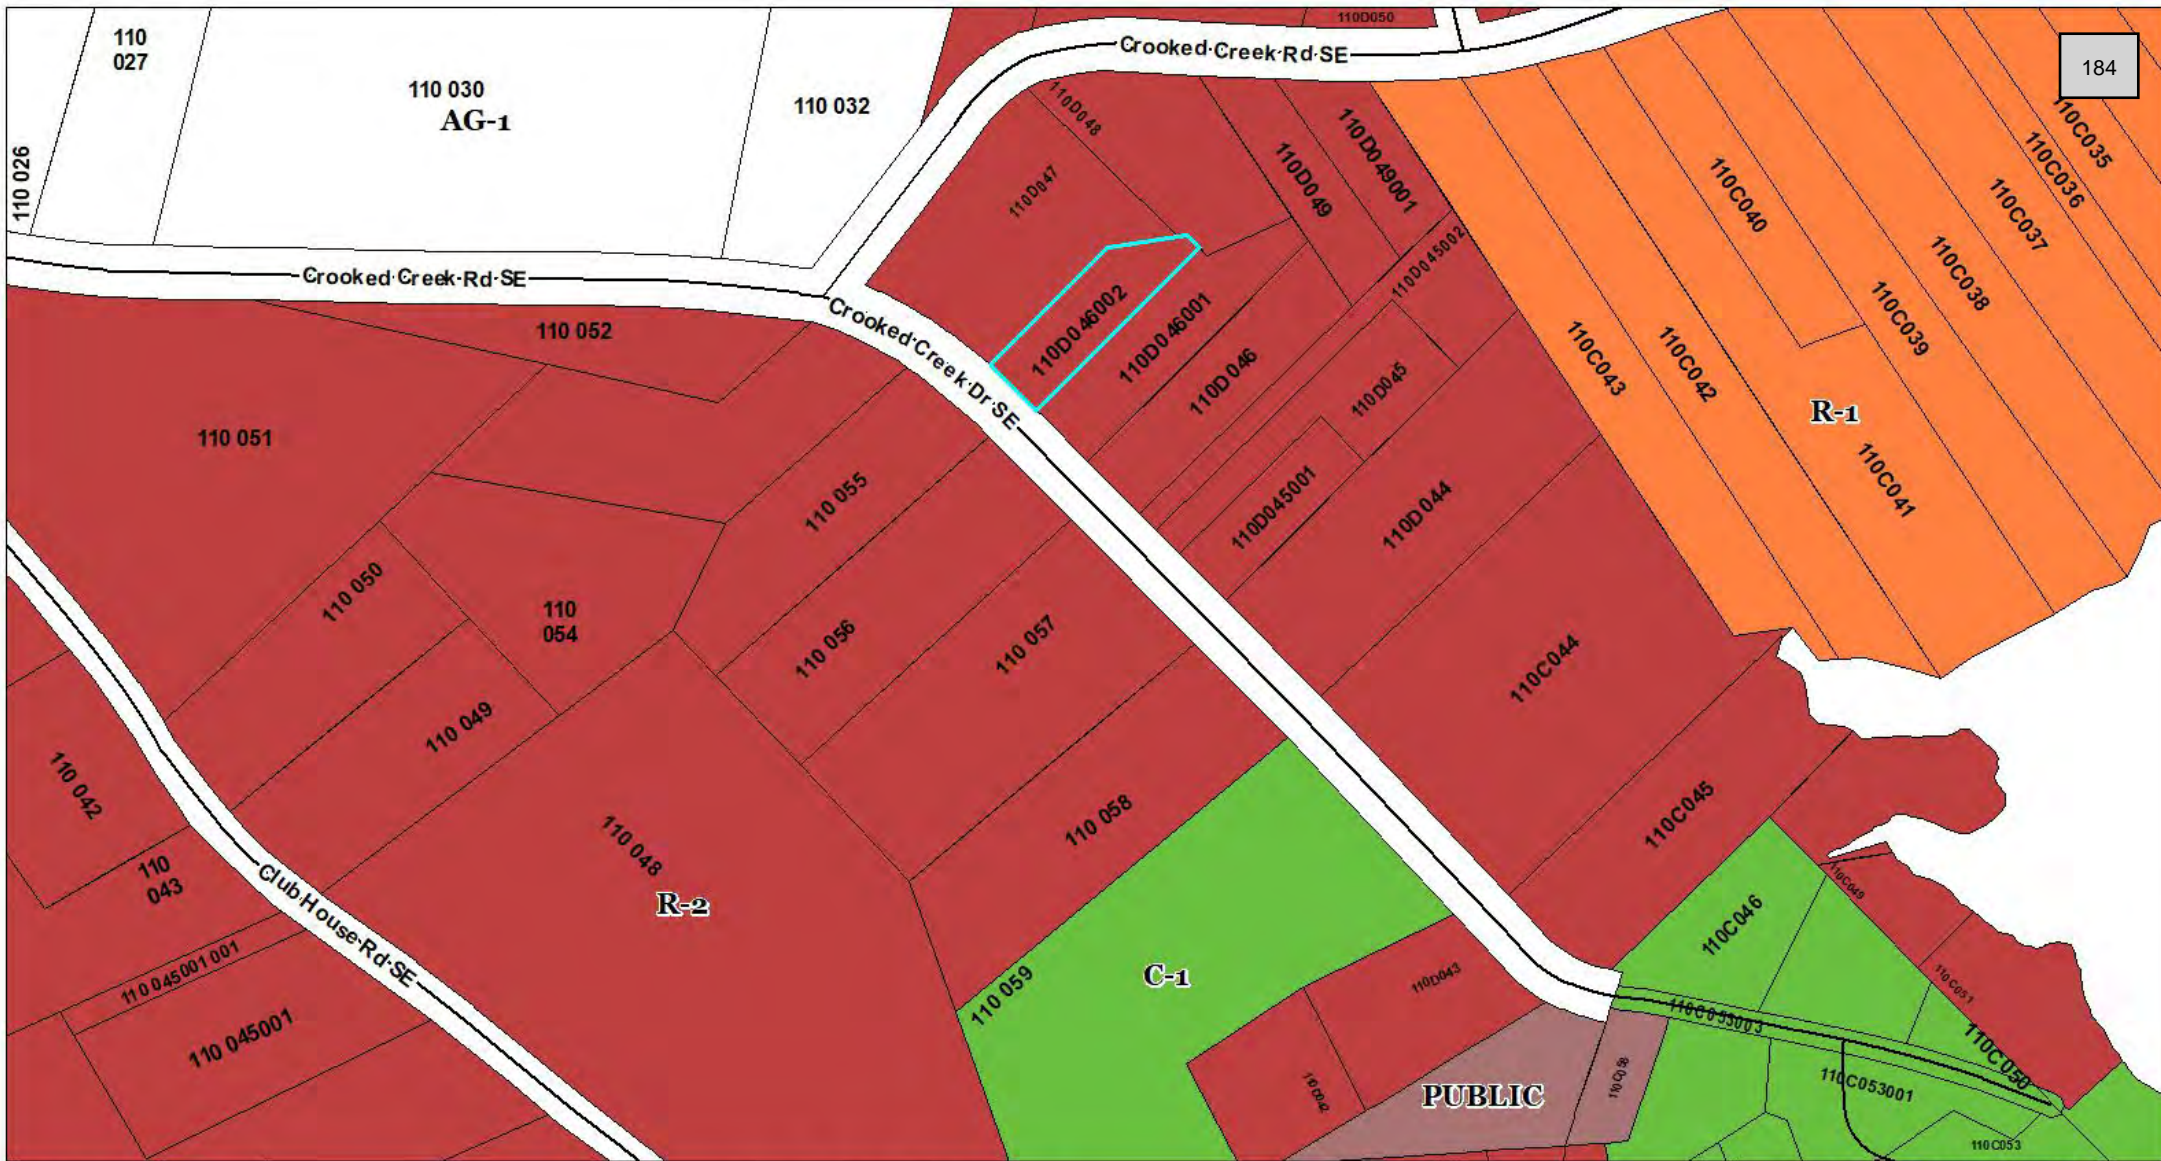 110D050
184
110
027
Crooked Creek Rd SE
110 030
AG-1
110 032
110D048
110C035
110D049001
110C036
110 026
110D049
110C040
110D047
110C037
110D045002
110C038
Crooked Creek Rd SE
110D046002
110D046001
110C039
110 052
Crooked Creek Dr SE
110C043
110C042
110D046
110D045
R-1
110 051
110C041
110 055
110D045001
110D044
110 050
110
054
110 056
110 057
110C044
110 049
110 042
110C045
110 058
110 048
110
043
110C049
R-2
Club House Rd SE
110C046
110 045001 001
C-1
110D043
110 059
110C051
110C053003
110 045001
110C050
110C058
110C053001
PUBLIC
110C053